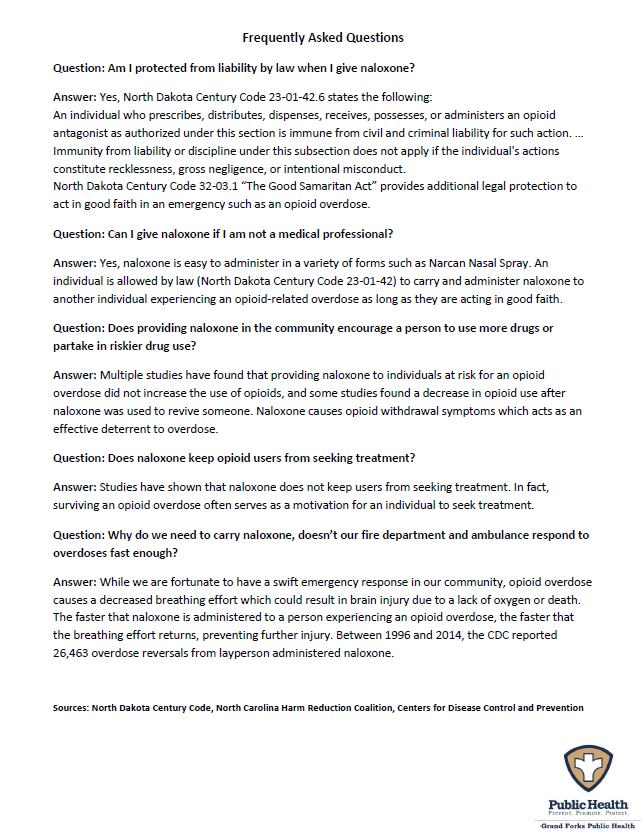 Frequently Asked Questions
Question: Am I protected from liability by law when I give naloxone?
Answer: Yes, North Dakota Century Code 23-01-42.6 states the following:
An individual who prescribes, distributes, dispenses, receives, possesses, or administers an opioid
antagonist as authorized under this section is immune from civil and criminal liability for such action. ...
Immunity from liability or discipline under this subsection does not apply if the individual's actions
constitute recklessness, gross negligence, or intentional misconduct.
North Dakota Century Code 32-03.1 “The Good Samaritan Act” provides additional legal protection to
act in good faith in an emergency such as an opioid overdose.
Question: Can I give naloxone if I am not a medical professional?
Answer: Yes, naloxone is easy to administer in a variety of forms such as Narcan Nasal Spray. An
individual is allowed by law (North Dakota Century Code 23-01-42) to carry and administer naloxone to
another individual experiencing an opioid-related overdose as long as they are acting in good faith.
Question: Does providing naloxone in the community encourage a person to use more drugs or
partake in riskier drug use?
Answer: Multiple studies have found that providing naloxone to individuals at risk for an opioid
overdose did not increase the use of opioids, and some studies found a decrease in opioid use after
naloxone was used to revive someone. Naloxone causes opioid withdrawal symptoms which acts as an
effective deterrent to overdose.
Question: Does naloxone keep opioid users from seeking treatment?
Answer: Studies have shown that naloxone does not keep users from seeking treatment. In fact,
surviving an opioid overdose often serves as a motivation for an individual to seek treatment.
Question: Why do we need to carry naloxone, doesn’t our fire department and ambulance respond to
overdoses fast enough?
Answer: While we are fortunate to have a swift emergency response in our community, opioid overdose
causes a decreased breathing effort which could result in brain injury due to a lack of oxygen or death.
The faster that naloxone is administered to a person experiencing an opioid overdose, the faster that
the breathing effort returns, preventing further injury. Between 1996 and 2014, the CDC reported
26,463 overdose reversals from layperson administered naloxone.
Sources: North Dakota Century Code, North Carolina Harm Reduction Coalition, Centers for Disease Control and Prevention
Public Health
Prevent. Promote. Protect.
Grand Forks Public Health